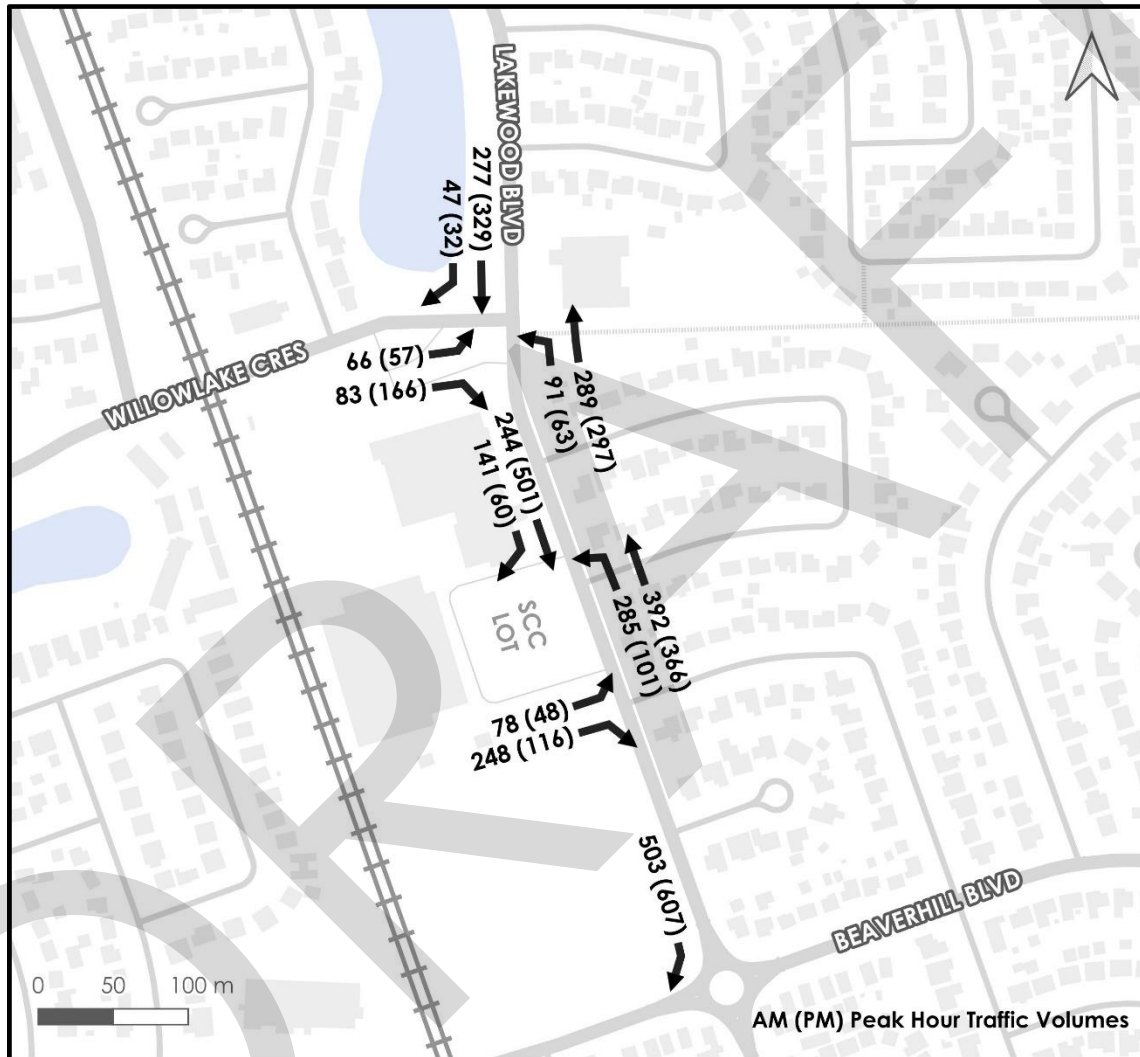 LAKEWOOD BLVD
277 (329)
47 (32)
WILLOWLAKE CRES
66 (57)
83 (166)
289 (297)
91 (63)
244 (501)
141 (60)
SCC
LOT
392 (366)
285 (101)
78 (48)
248 (116)
503 (607)
BEAVERHILL BLVD
0 50 100 m
AM (PM) Peak Hour Traffic Volumes
DRAFT